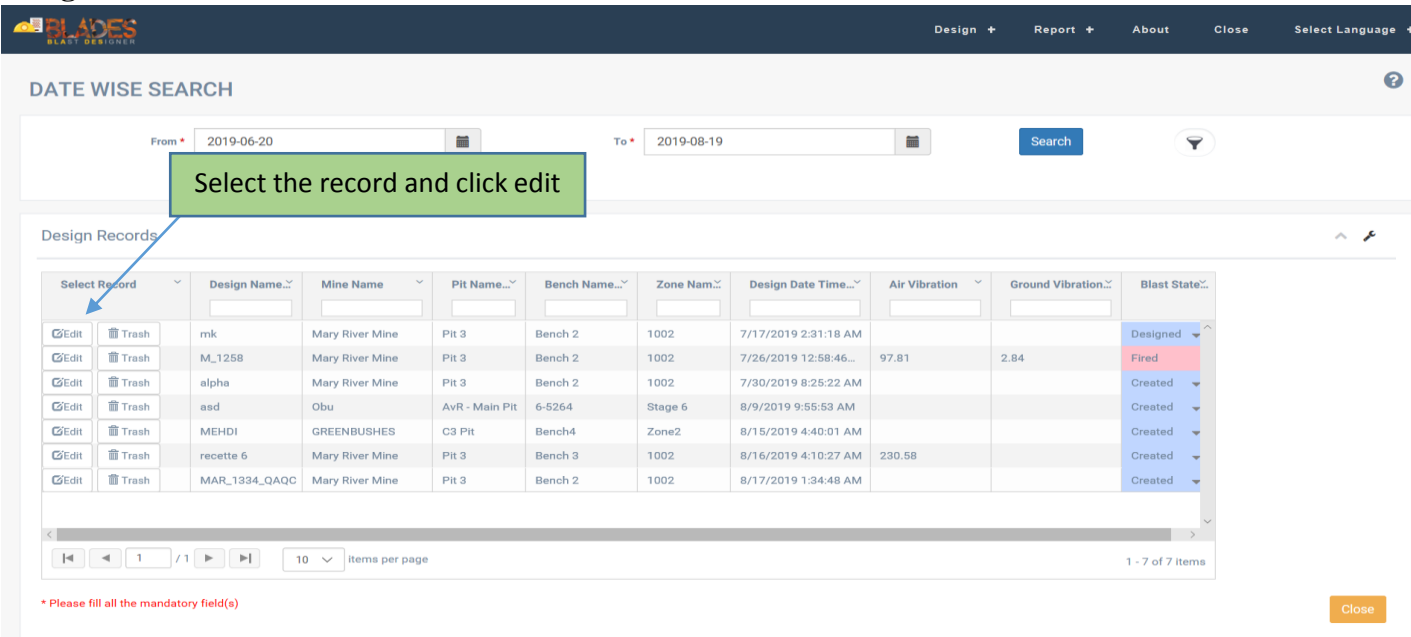 BLADES
BLAST DESIGNER
Design + Report + About Close Select Language +
DATE WISE SEARCH
From * 2019-06-20 To * 2019-08-19 Search
Select the record and click edit
Design Records
Select Record Design Name... Mine Name Pit Name... Bench Name... Zone Nam... Design Date Time... Air Vibration Ground Vibration... Blast State...
Edit Trash mk Mary River Mine Pit 3 Bench 2 1002 7/17/2019 2:31:18 AM Designed
Edit Trash M_1258 Mary River Mine Pit 3 Bench 2 1002 7/26/2019 12:58:46... 97.81 2.84 Fired
Edit Trash alpha Mary River Mine Pit 3 Bench 2 1002 7/30/2019 8:25:22 AM Created
Edit Trash asd Obu AvR - Main Pit 6-5264 Stage 6 8/9/2019 9:55:53 AM Created
Edit Trash MEHDI GREENBUSHES C3 Pit Bench4 Zone2 8/15/2019 4:40:01 AM Created
Edit Trash recette 6 Mary River Mine Pit 3 Bench 3 1002 8/16/2019 4:10:27 AM 230.58 Created
Edit Trash MAR_1334_QAQC Mary River Mine Pit 3 Bench 2 1002 8/17/2019 1:34:48 AM Created
1 / 1 10 items per page 1 - 7 of 7 items
* Please fill all the mandatory field(s) Close